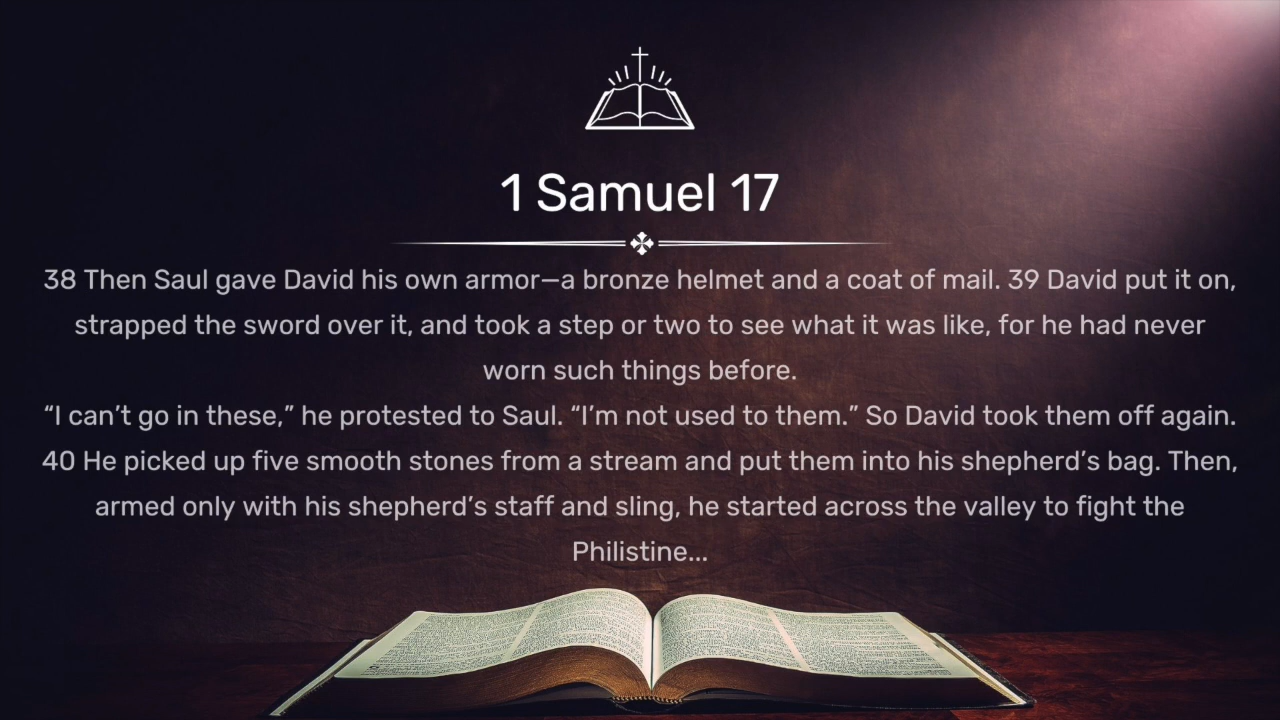 1 Samuel 17
38 Then Saul gave David his own armor—a bronze helmet and a coat of mail. 39 David put it on,
strapped the sword over it, and took a step or two to see what it was like, for he had never
worn such things before.
“I can’t go in these,” he protested to Saul. “I’m not used to them.” So David took them off again.
40 He picked up five smooth stones from a stream and put them into his shepherd’s bag. Then,
armed only with his shepherd’s staff and sling, he started across the valley to fight the
Philistine...